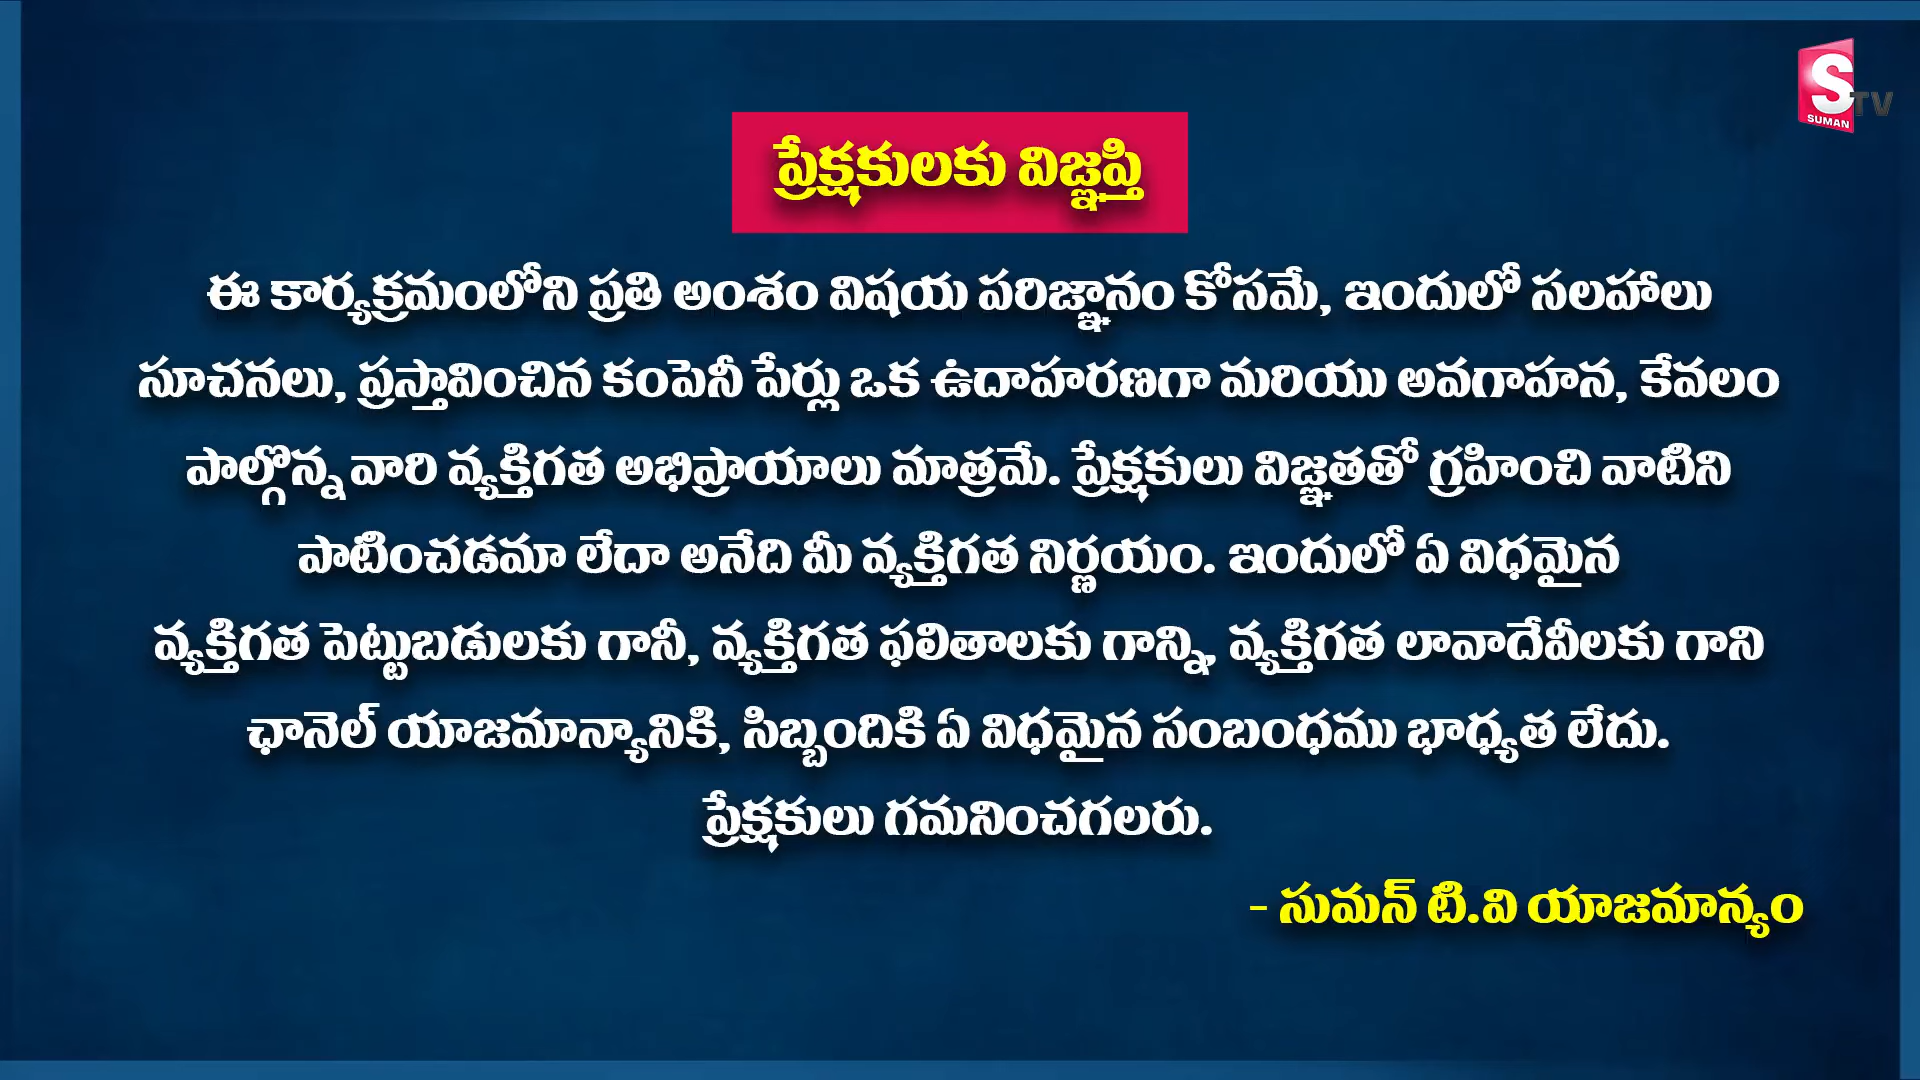 S
SUMAN TV
ప్రేక్షకులకు విజ్ఞప్తి
ఈ కార్యక్రమంలోని ప్రతి అంశం విషయ పరిజ్ఞానం కోసమే, ఇందులో సలహాలు
సూచనలు, ప్రస్తావించిన కంపెనీ పేర్లు ఒక ఉదాహరణగా మరియు అవగాహన, కేవలం
పాల్గొన్న వారి వ్యక్తిగత అభిప్రాయాలు మాత్రమే. ప్రేక్షకులు విజ్ఞతతో గ్రహించి వాటిని
పాటించడమా లేదా అనేది మీ వ్యక్తిగత నిర్ణయం. ఇందులో ఏ విధమైన
వ్యక్తిగత పెట్టుబడులకు గానీ, వ్యక్తిగత ఫలితాలకు గాన్ని, వ్యక్తిగత లావాదేవీలకు గాని
ఛానెల్ యాజమాన్యానికి, సిబ్బందికి ఏ విధమైన సంబంధము భాధ్యత లేదు.
ప్రేక్షకులు గమనించగలరు.
- సుమన్ టి.వి యాజమాన్యం